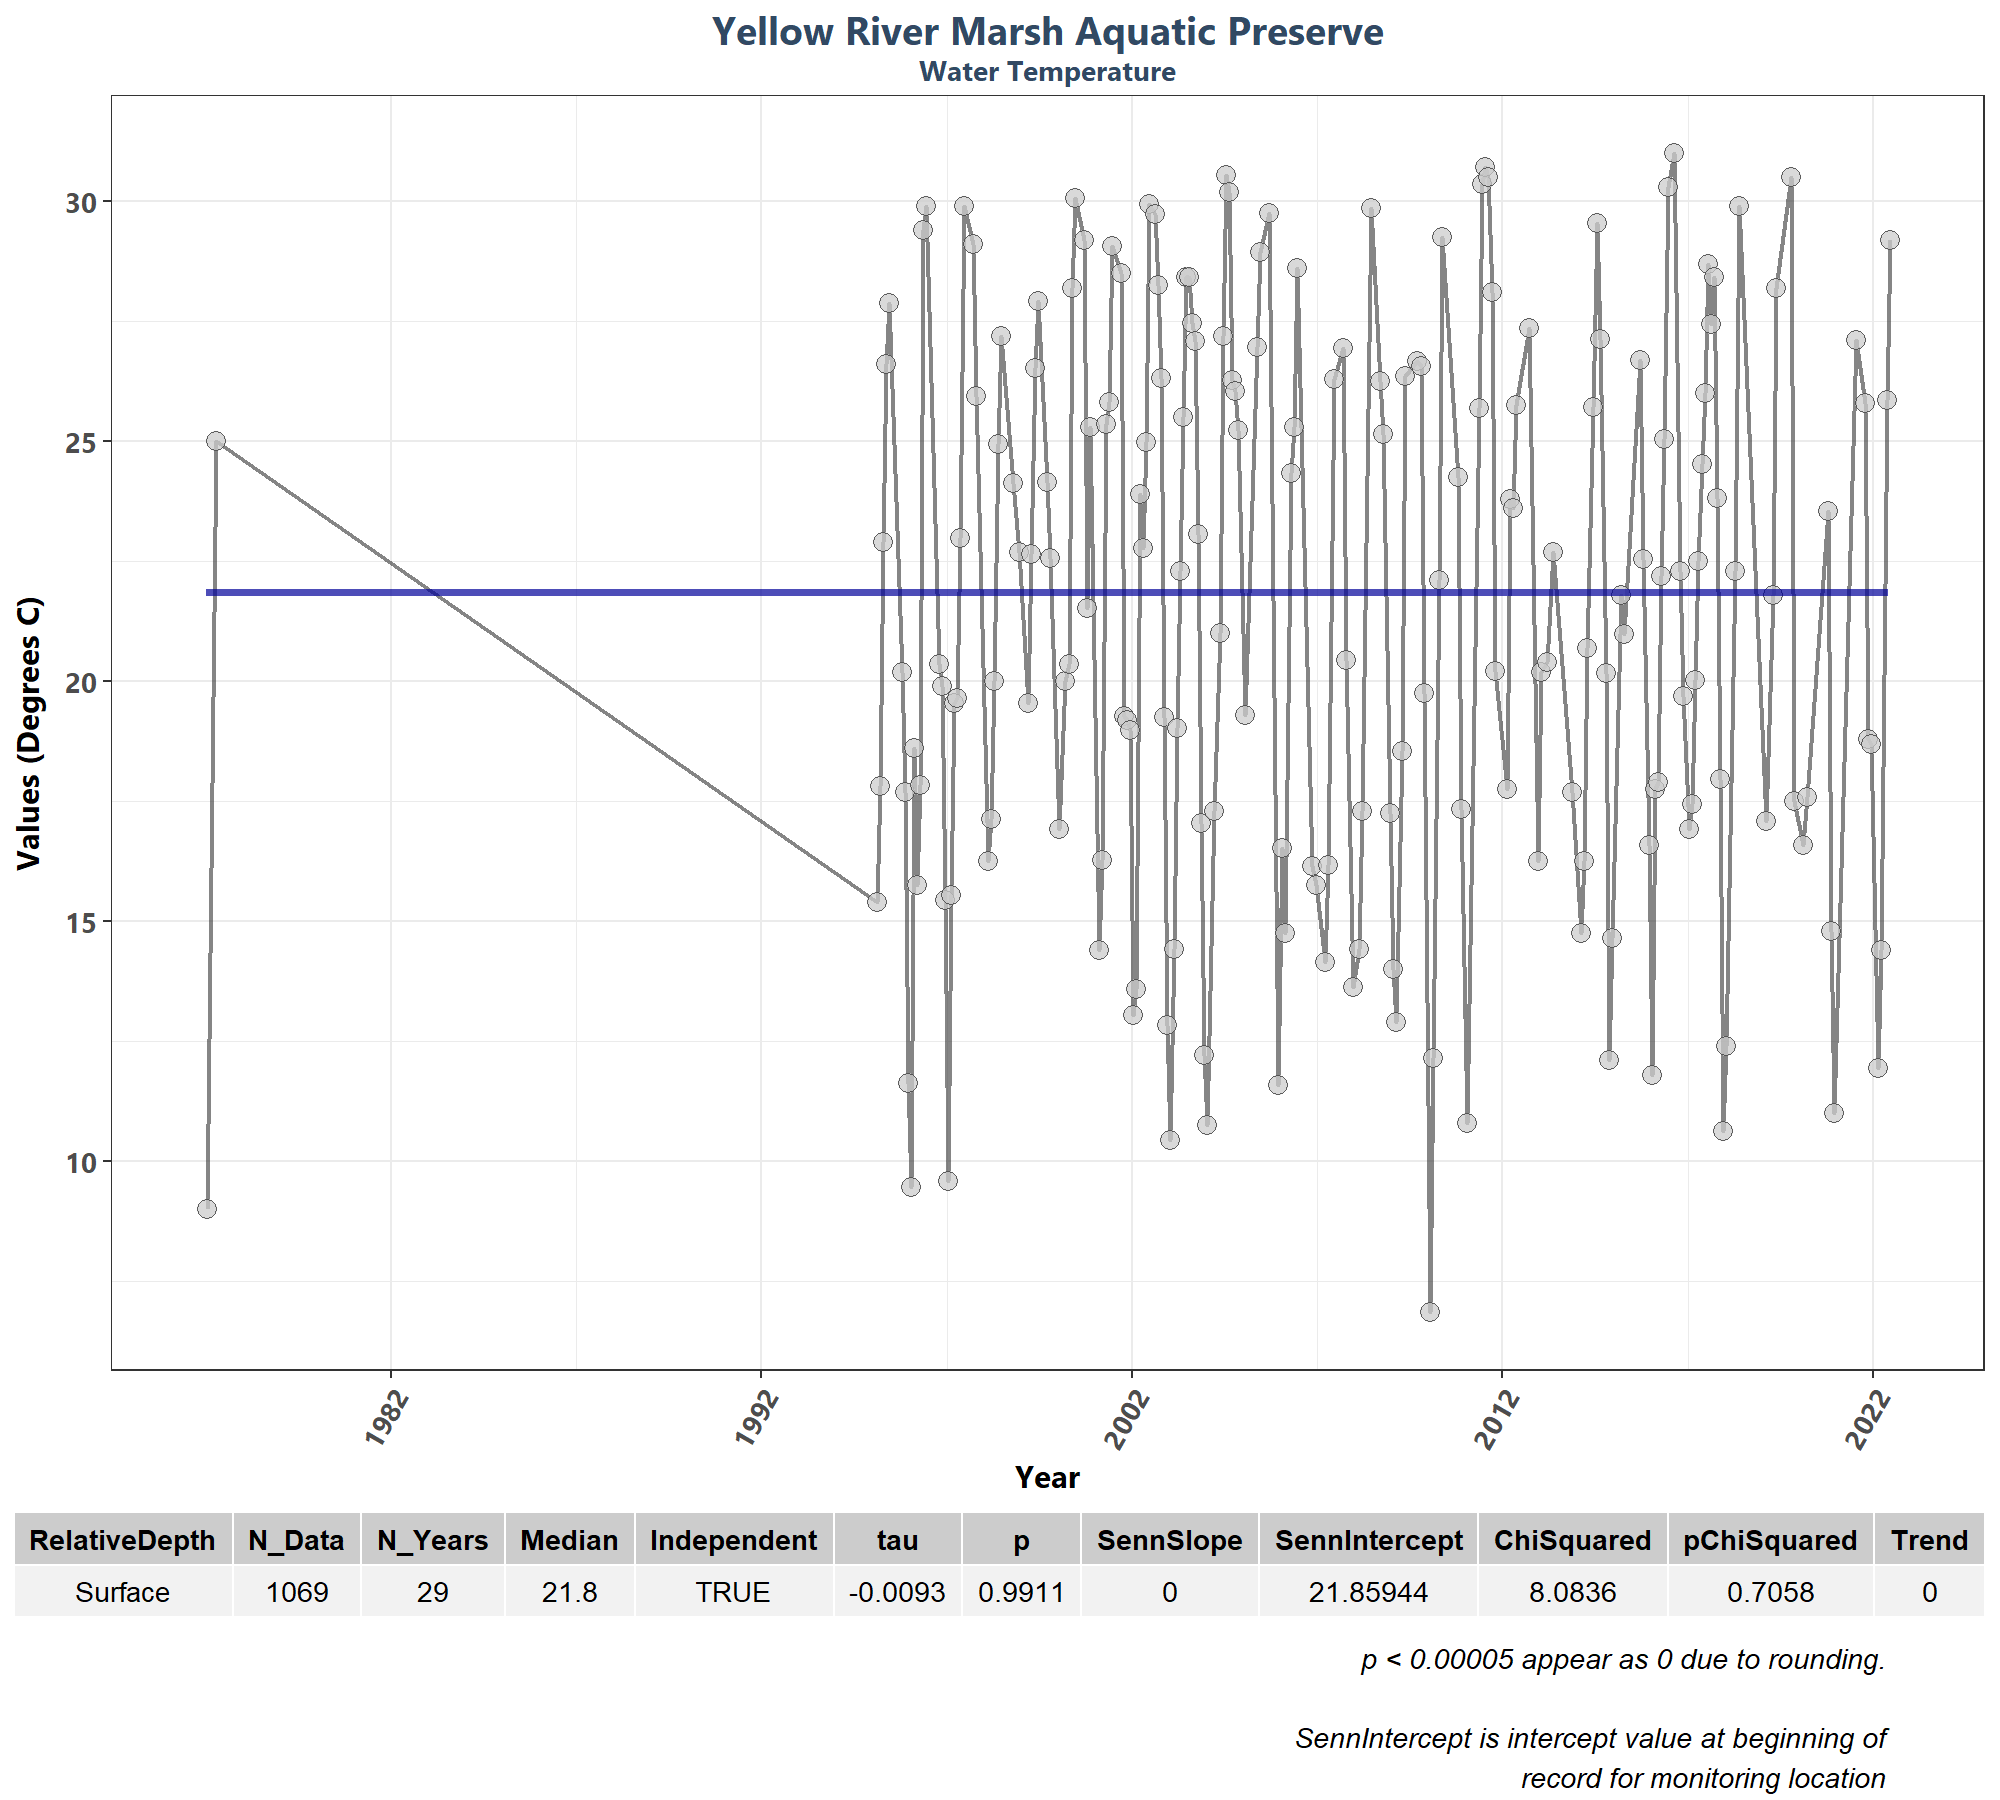 Yellow River Marsh Aquatic Preserve
Water Temperature
Values (Degrees C)
30
25
20
15
10
1982
1992
2002
2012
2022
Year
RelativeDepth N_Data N_Years Median Independent tau p SennSlope SennIntercept ChiSquared pChiSquared Trend
Surface 1069 29 21.8 TRUE -0.0093 0.9911 0 21.85944 8.0836 0.7058 0
p < 0.00005 appear as 0 due to rounding.
SennIntercept is intercept value at beginning of
record for monitoring location